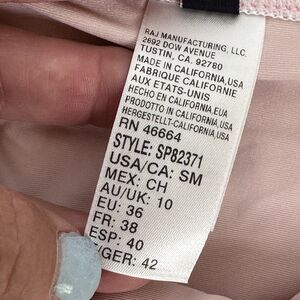 RAJ MANUFACTURING, LLC.
2692 DOW AVENUE
TUSTIN, CA. 92780
MADE IN CALIFORNIA,USA
FABRIQUE CALIFORNIE
AUX ETATS-UNIS
HECHO EN CALIFORNIA,EUA
PRODOTTO IN CALIFORNIA,USA
HERGESTELLT-CALIFORNIA,USA
RN 46664
STYLE: SP82371
USA/CA: SM
MEX: CH
AU/UK: 10
EU: 36
FR: 38
ESP: 40
/GER: 42